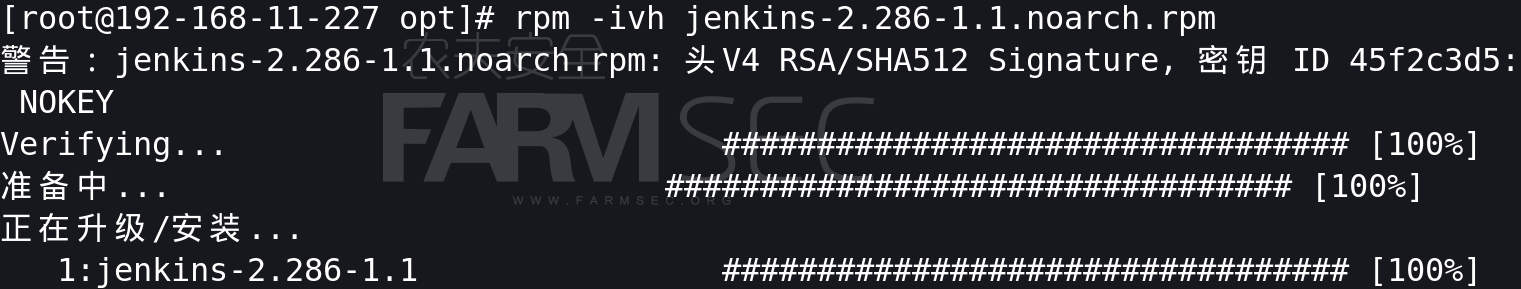 [root@192-168-11-227 opt]# rpm -ivh jenkins-2.286-1.1.noarch.rpm
警告：jenkins-2.286-1.1.noarch.rpm: 头V4 RSA/SHA512 Signature, 密钥 ID 45f2c3d5:
NOKEY
Verifying... ################################# [100%]
准备中... ################################# [100%]
正在升级/安装...
1:jenkins-2.286-1.1 ################################# [100%]
农夫安全
FARMSEC
WWW.FARMSEC.ORG